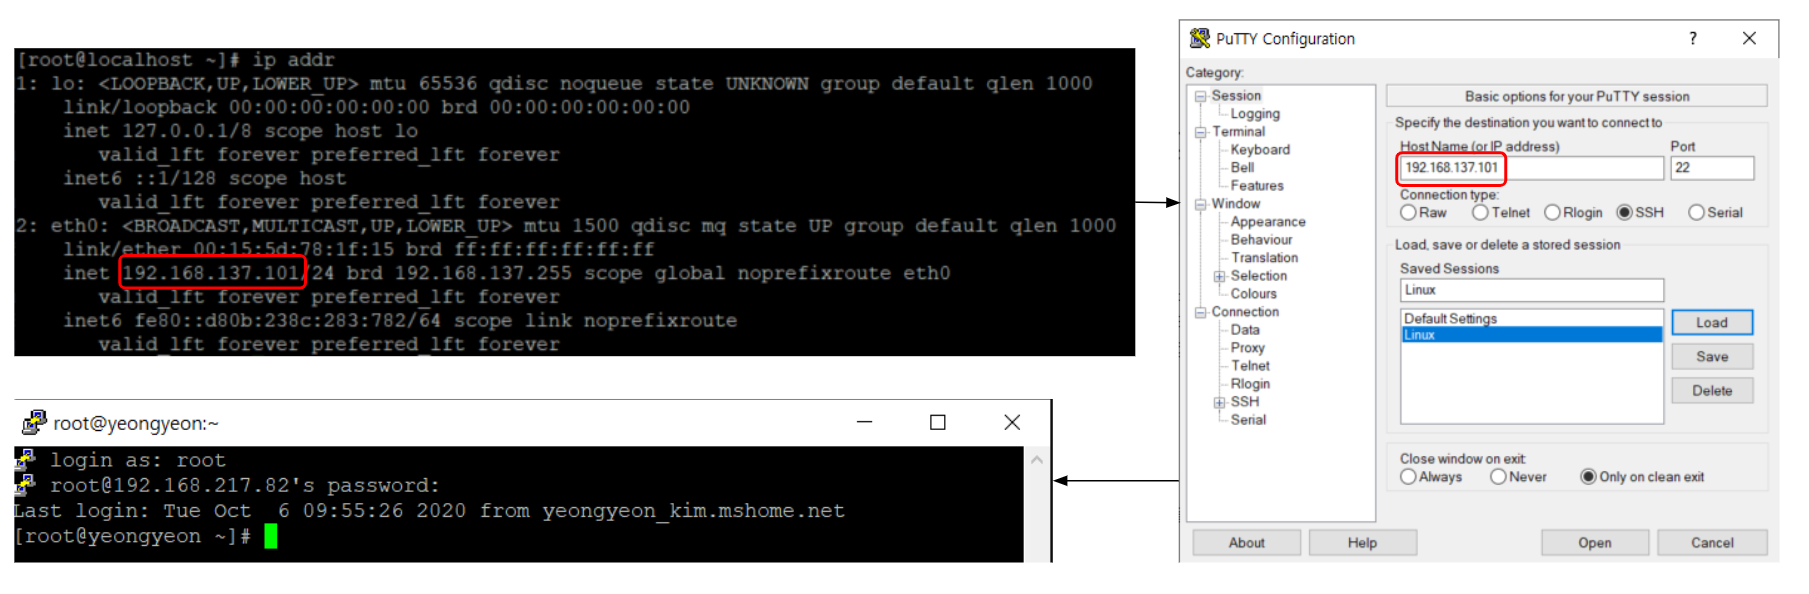 [root@localhost ~]# ip addr
1: lo: <LOOPBACK,UP,LOWER_UP> mtu 65536 qdisc noqueue state UNKNOWN group default qlen 1000
link/loopback 00:00:00:00:00:00 brd 00:00:00:00:00:00
inet 127.0.0.1/8 scope host lo
valid_lft forever preferred_lft forever
inet6 ::1/128 scope host
valid_lft forever preferred_lft forever
2: eth0: <BROADCAST,MULTICAST,UP,LOWER_UP> mtu 1500 qdisc mq state UP group default qlen 1000
link/ether 00:15:5d:78:1f:15 brd ff:ff:ff:ff:ff:ff
inet 192.168.137.101/24 brd 192.168.137.255 scope global noprefixroute eth0
valid_lft forever preferred_lft forever
inet6 fe80::d80b:238c:283:782/64 scope link noprefixroute
valid_lft forever preferred_lft forever
PuTTY Configuration
Category:
Session
Logging
Terminal
Keyboard
Bell
Features
Window
Appearance
Behaviour
Translation
Selection
Colours
Connection
Data
Proxy
Telnet
Rlogin
SSH
Serial
Basic options for your PuTTY session
Specify the destination you want to connect to
Host Name (or IP address) Port
192.168.137.101 22
Connection type:
Raw Telnet Rlogin SSH Serial
Load, save or delete a stored session
Saved Sessions
Linux
Default Settings
Linux
Load
Save
Delete
Close window on exit:
Always Never Only on clean exit
About Help Open Cancel
root@yeongyeon:~
login as: root
root@192.168.217.82's password:
Last login: Tue Oct  6 09:55:26 2020 from yeongyeon_kim.mshome.net
[root@yeongyeon ~]#